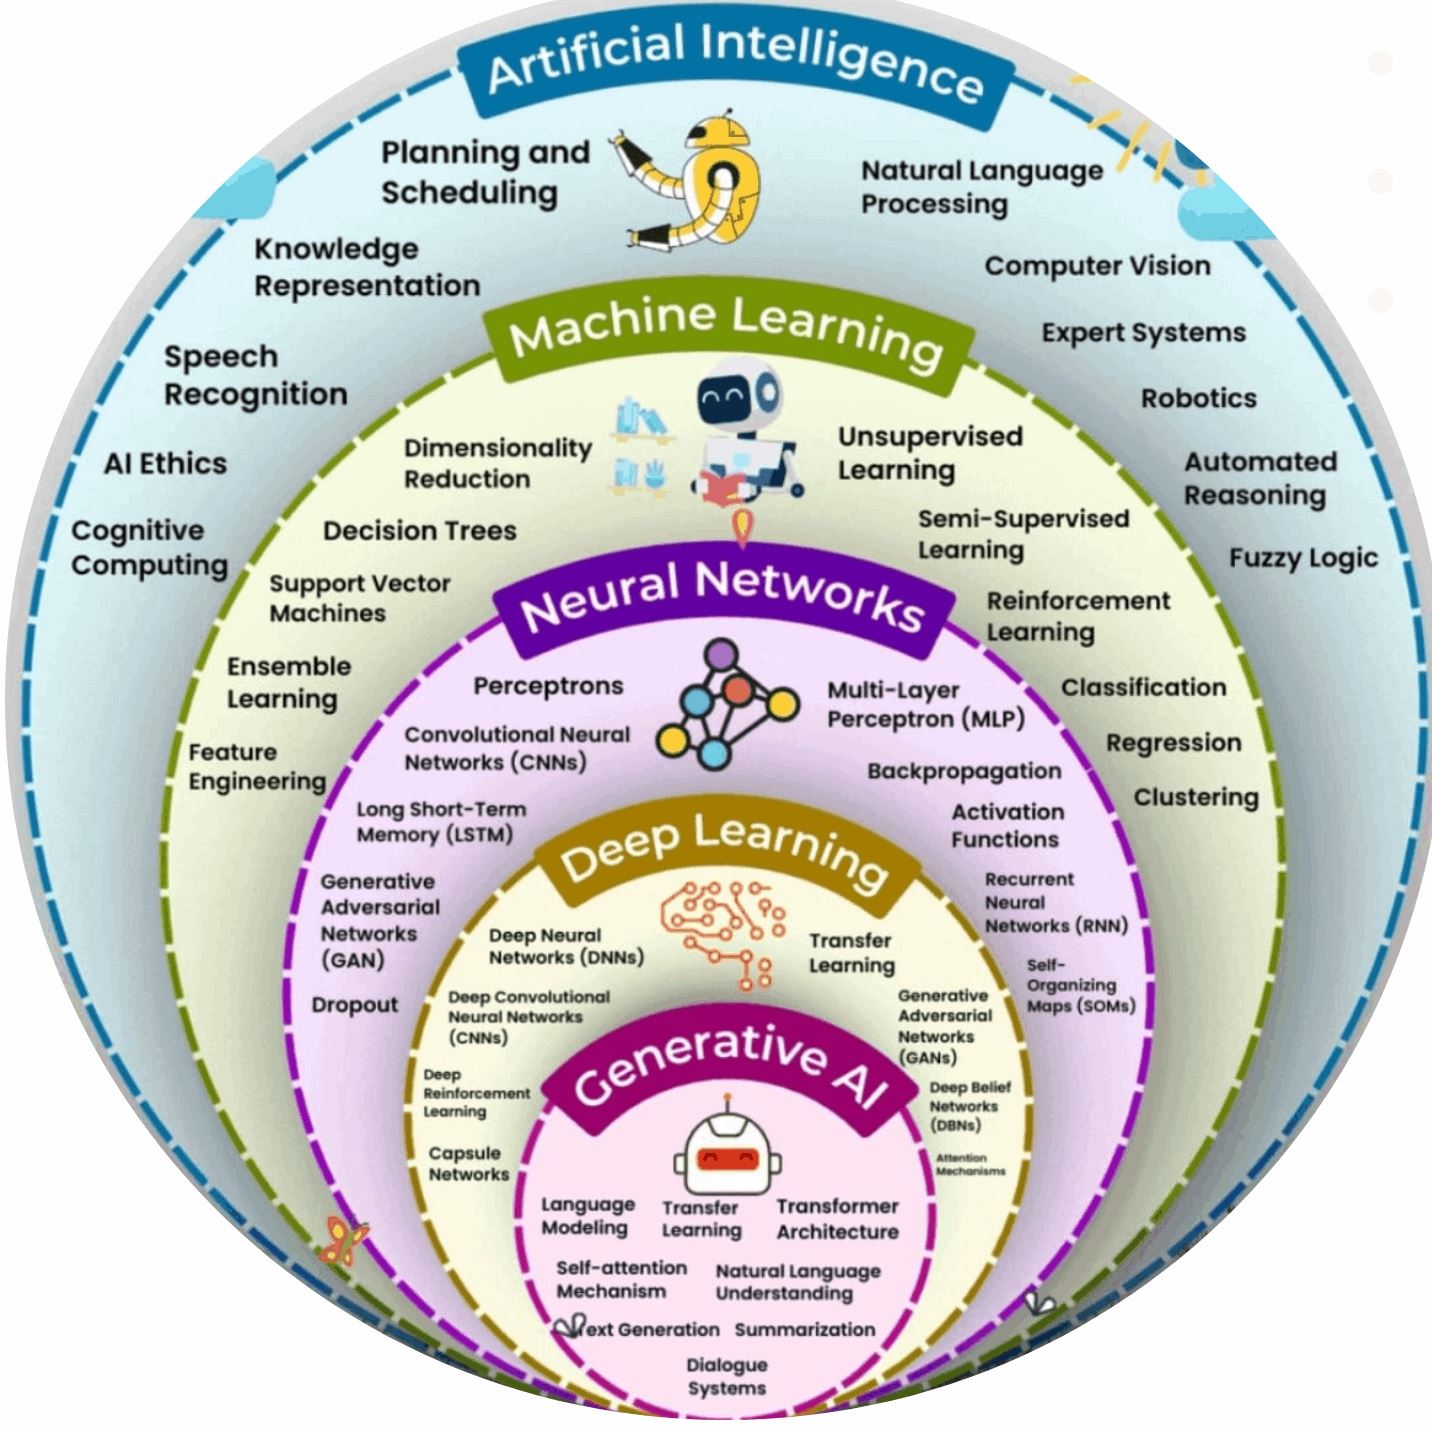 Artificial Intelligence
Planning and
Scheduling
Natural Language
Processing
Knowledge
Representation
Computer Vision
Speech
Recognition
Expert Systems
Robotics
AI Ethics
Automated
Reasoning
Cognitive
Computing
Fuzzy Logic
Machine Learning
Dimensionality
Reduction
Unsupervised
Learning
Decision Trees
Semi-Supervised
Learning
Support Vector
Machines
Reinforcement
Learning
Ensemble
Learning
Classification
Feature
Engineering
Regression
Clustering
Neural Networks
Perceptrons
Multi-Layer
Perceptron (MLP)
Convolutional Neural
Networks (CNNs)
Backpropagation
Long Short-Term
Memory (LSTM)
Activation
Functions
Generative
Adversarial
Networks
(GAN)
Recurrent
Neural
Networks (RNN)
Dropout
Self-
Organizing
Maps (SOMs)
Deep Learning
Deep Neural
Networks (DNNs)
Transfer
Learning
Deep Convolutional
Neural Networks
(CNNs)
Generative
Adversarial
Networks
(GANs)
Deep
Reinforcement
Learning
Deep Belief
Networks
(DBNs)
Capsule
Networks
Attention
Mechanisms
Generative AI
Language
Modeling
Transfer
Learning
Transformer
Architecture
Self-attention
Mechanism
Natural Language
Understanding
Text Generation
Summarization
Dialogue
Systems